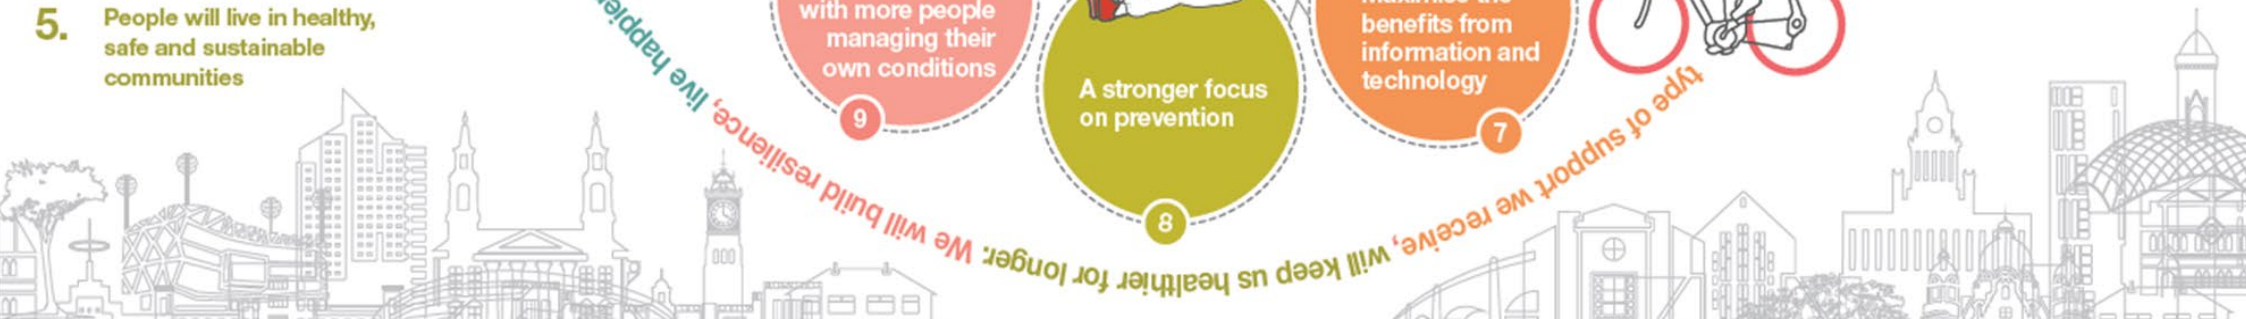 5.
People will live in healthy,
safe and sustainable
communities
with more people
managing their
own conditions
9
A stronger focus
on prevention
8
benefits from
information and
technology
7
type of support we receive, will keep us healthier for longer. We will build resilience, live happier